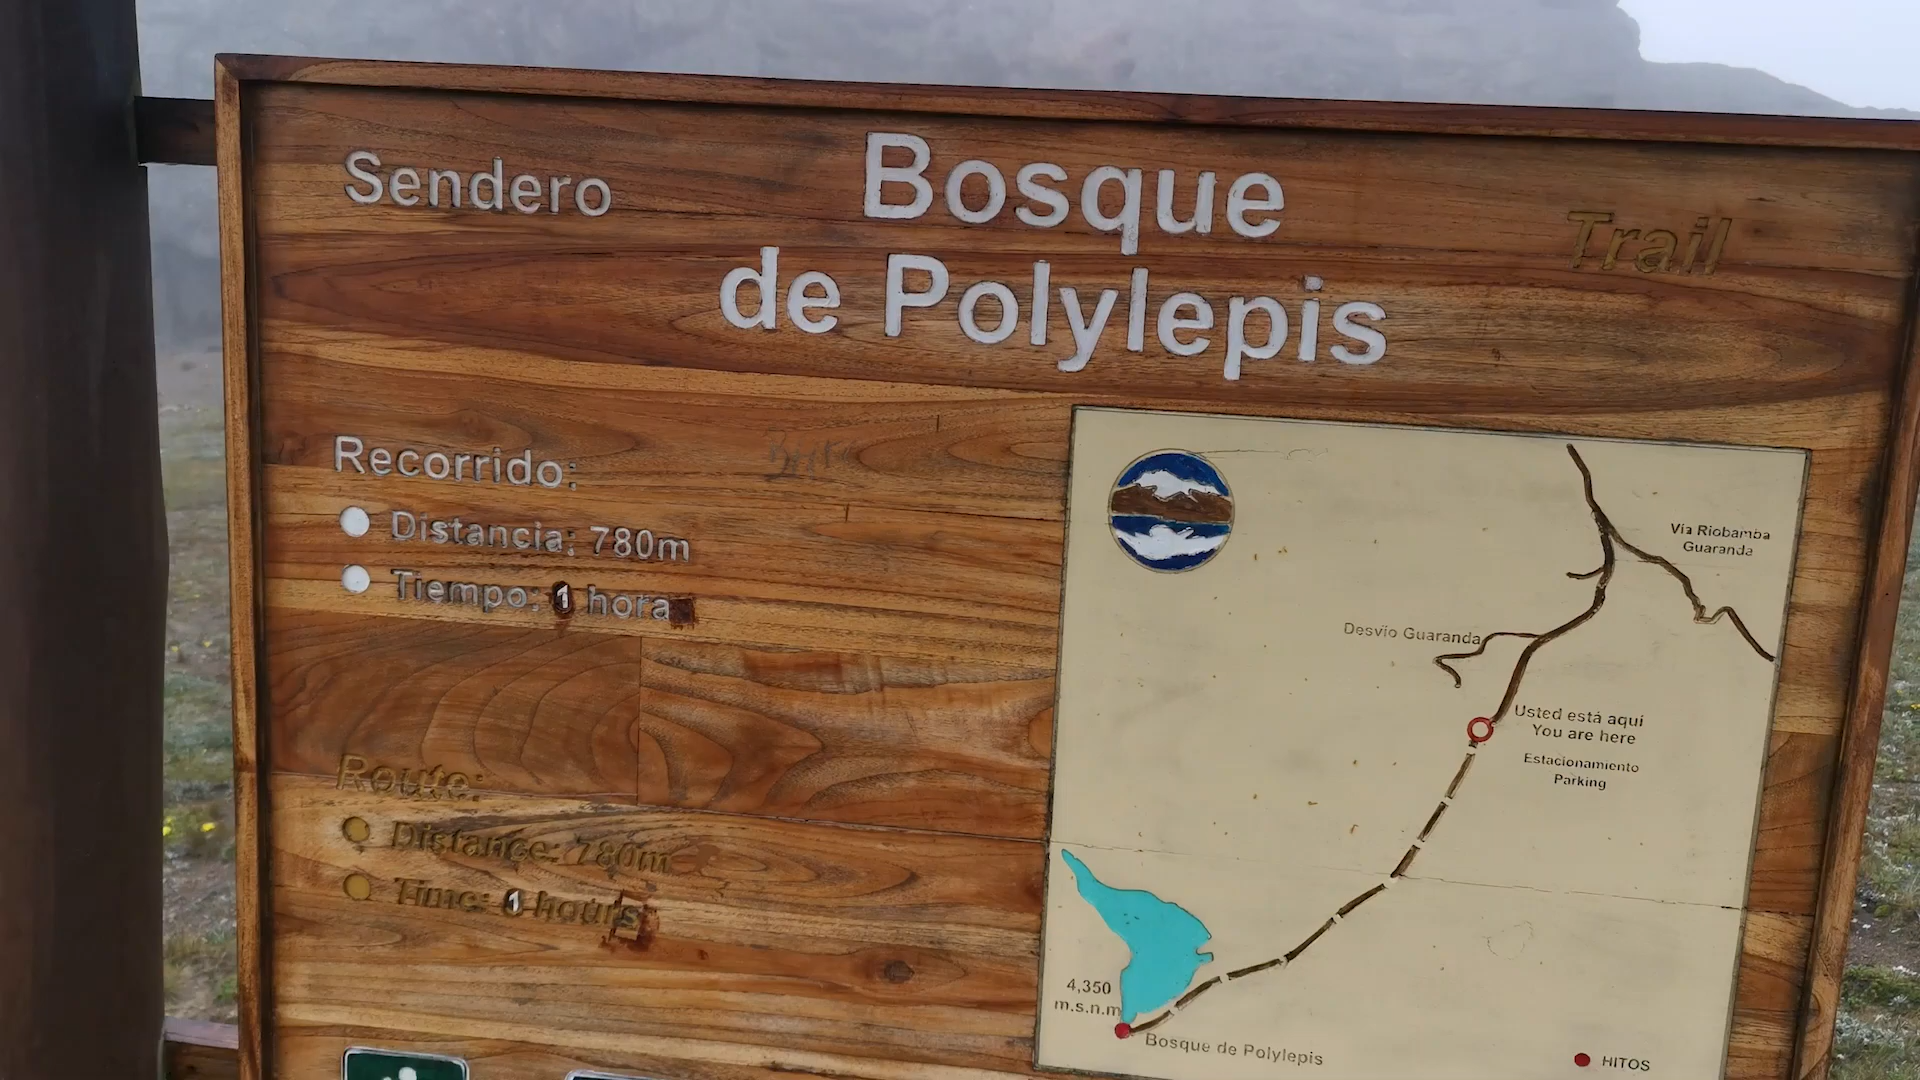 Sendero
Bosque
de Polylepis
Trail
Recorrido:
Distancia: 780m
Tiempo: 1 hora
Route:
Distance: 780m
Time: 1 hours
Vía Riobamba
Guaranda
Desvío Guaranda
Usted está aquí
You are here
Estacionamiento
Parking
4,350
m.s.n.m
Bosque de Polylepis
HITOS